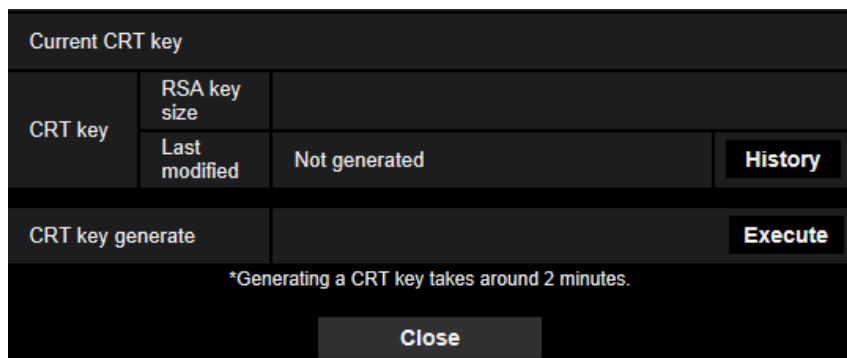 Current CRT key
CRT key
RSA key
size
Last
modified
Not generated
History
CRT key generate
Execute
*Generating a CRT key takes around 2 minutes.
Close